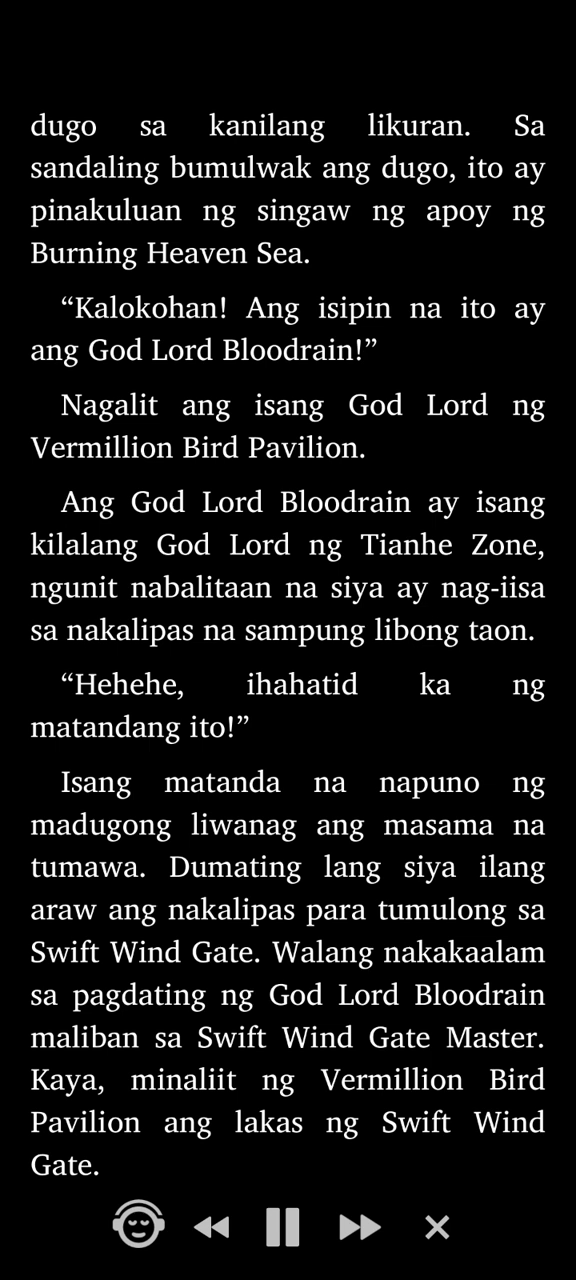 dugo sa kanilang likuran. Sa
sandaling bumulwak ang dugo, ito ay
pinakuluan ng singaw ng apoy ng
Burning Heaven Sea.
“Kalokohan! Ang isipin na ito ay
ang God Lord Bloodrain!”
Nagalit ang isang God Lord ng
Vermillion Bird Pavilion.
Ang God Lord Bloodrain ay isang
kilalang God Lord ng Tianhe Zone,
ngunit nabalitaan na siya ay nag-iisa
sa nakalipas na sampung libong taon.
“Hehehe, ihahatid ka ng
matandang ito!”
Isang matanda na napuno ng
madugong liwanag ang masama na
tumawa. Dumating lang siya ilang
araw ang nakalipas para tumulong sa
Swift Wind Gate. Walang nakakaalam
sa pagdating ng God Lord Bloodrain
maliban sa Swift Wind Gate Master.
Kaya, minaliit ng Vermillion Bird
Pavilion ang lakas ng Swift Wind
Gate.